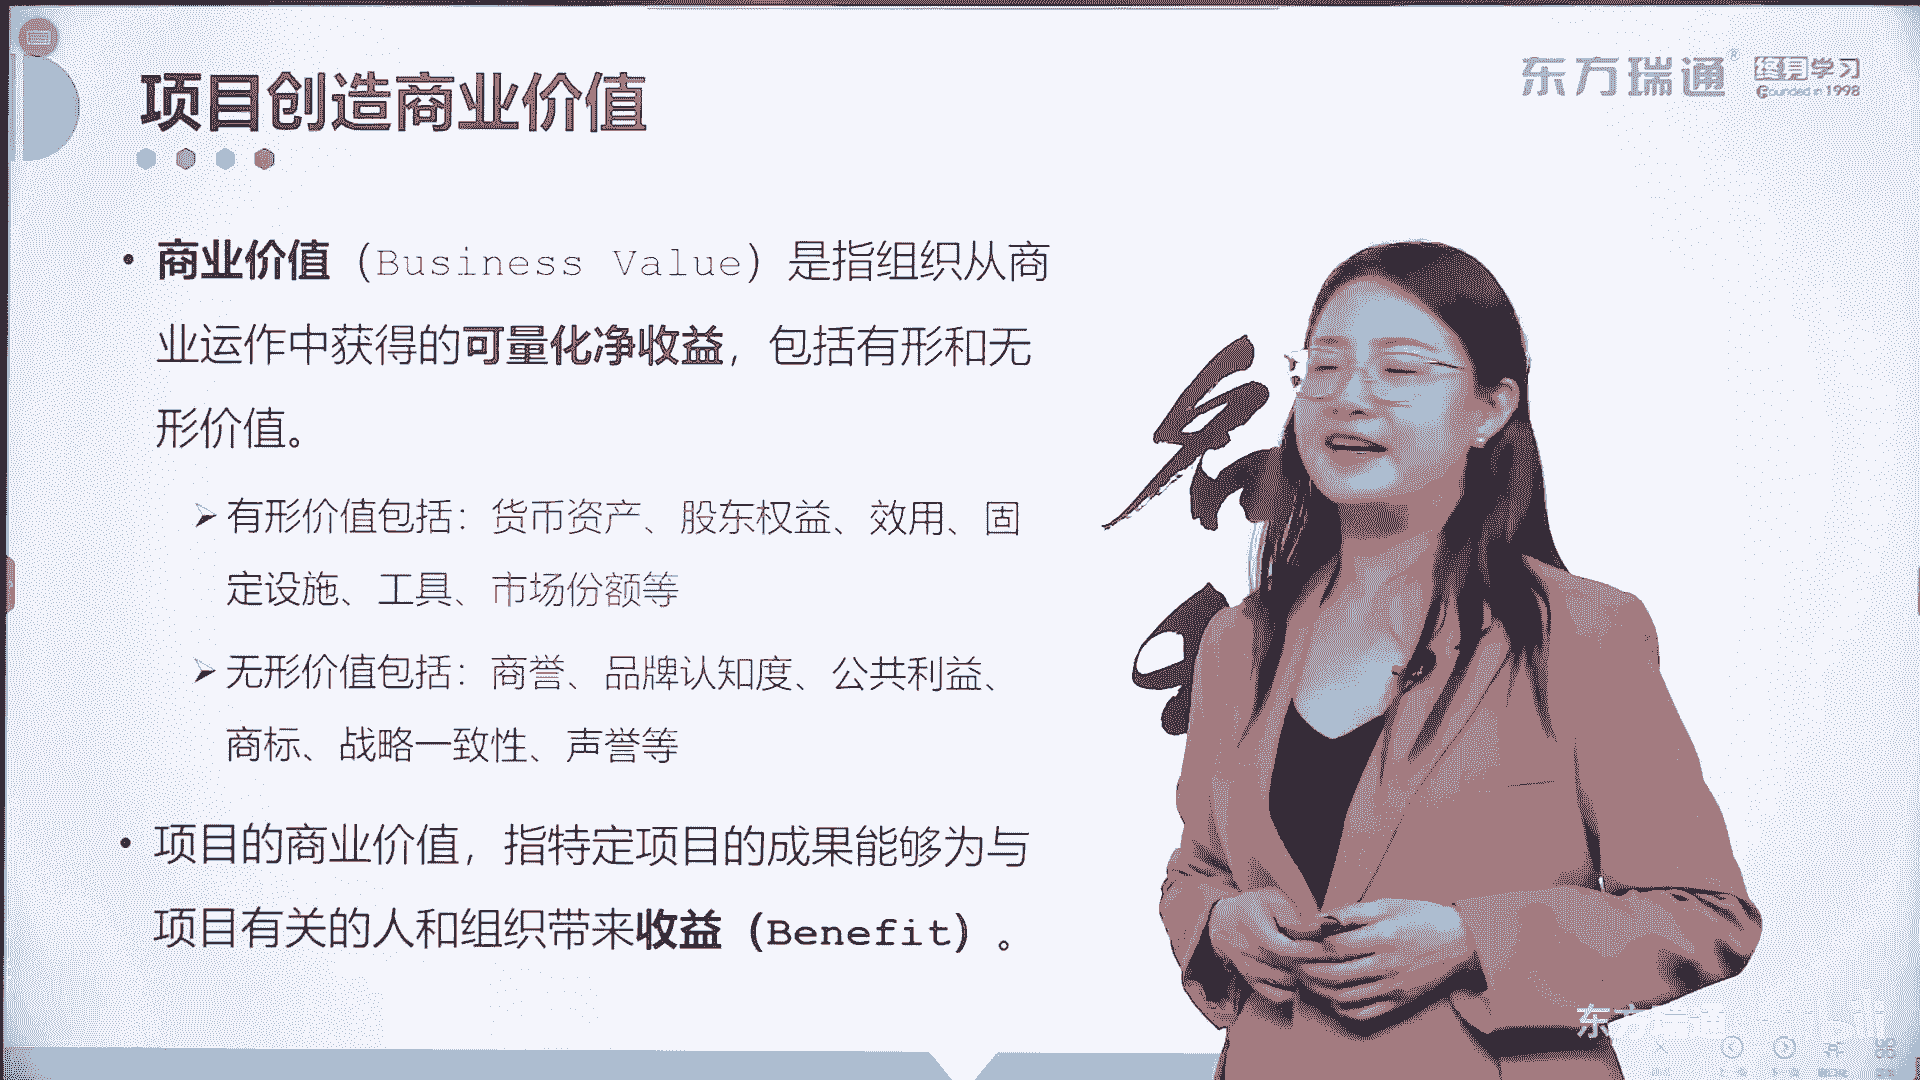 项目创造商业价值
东方瑞通®
终身学习
Founded in 1998
• 商业价值（Business Value）是指组织从商
业运作中获得的可量化净收益，包括有形和无
形价值。
➢ 有形价值包括：货币资产、股东权益、效用、固
定设施、工具、市场份额等
➢ 无形价值包括：商誉、品牌认知度、公共利益、
商标、战略一致性、声誉等
• 项目的商业价值，指特定项目的成果能够为与
项目有关的人和组织带来收益（Benefit）。
东方瑞通